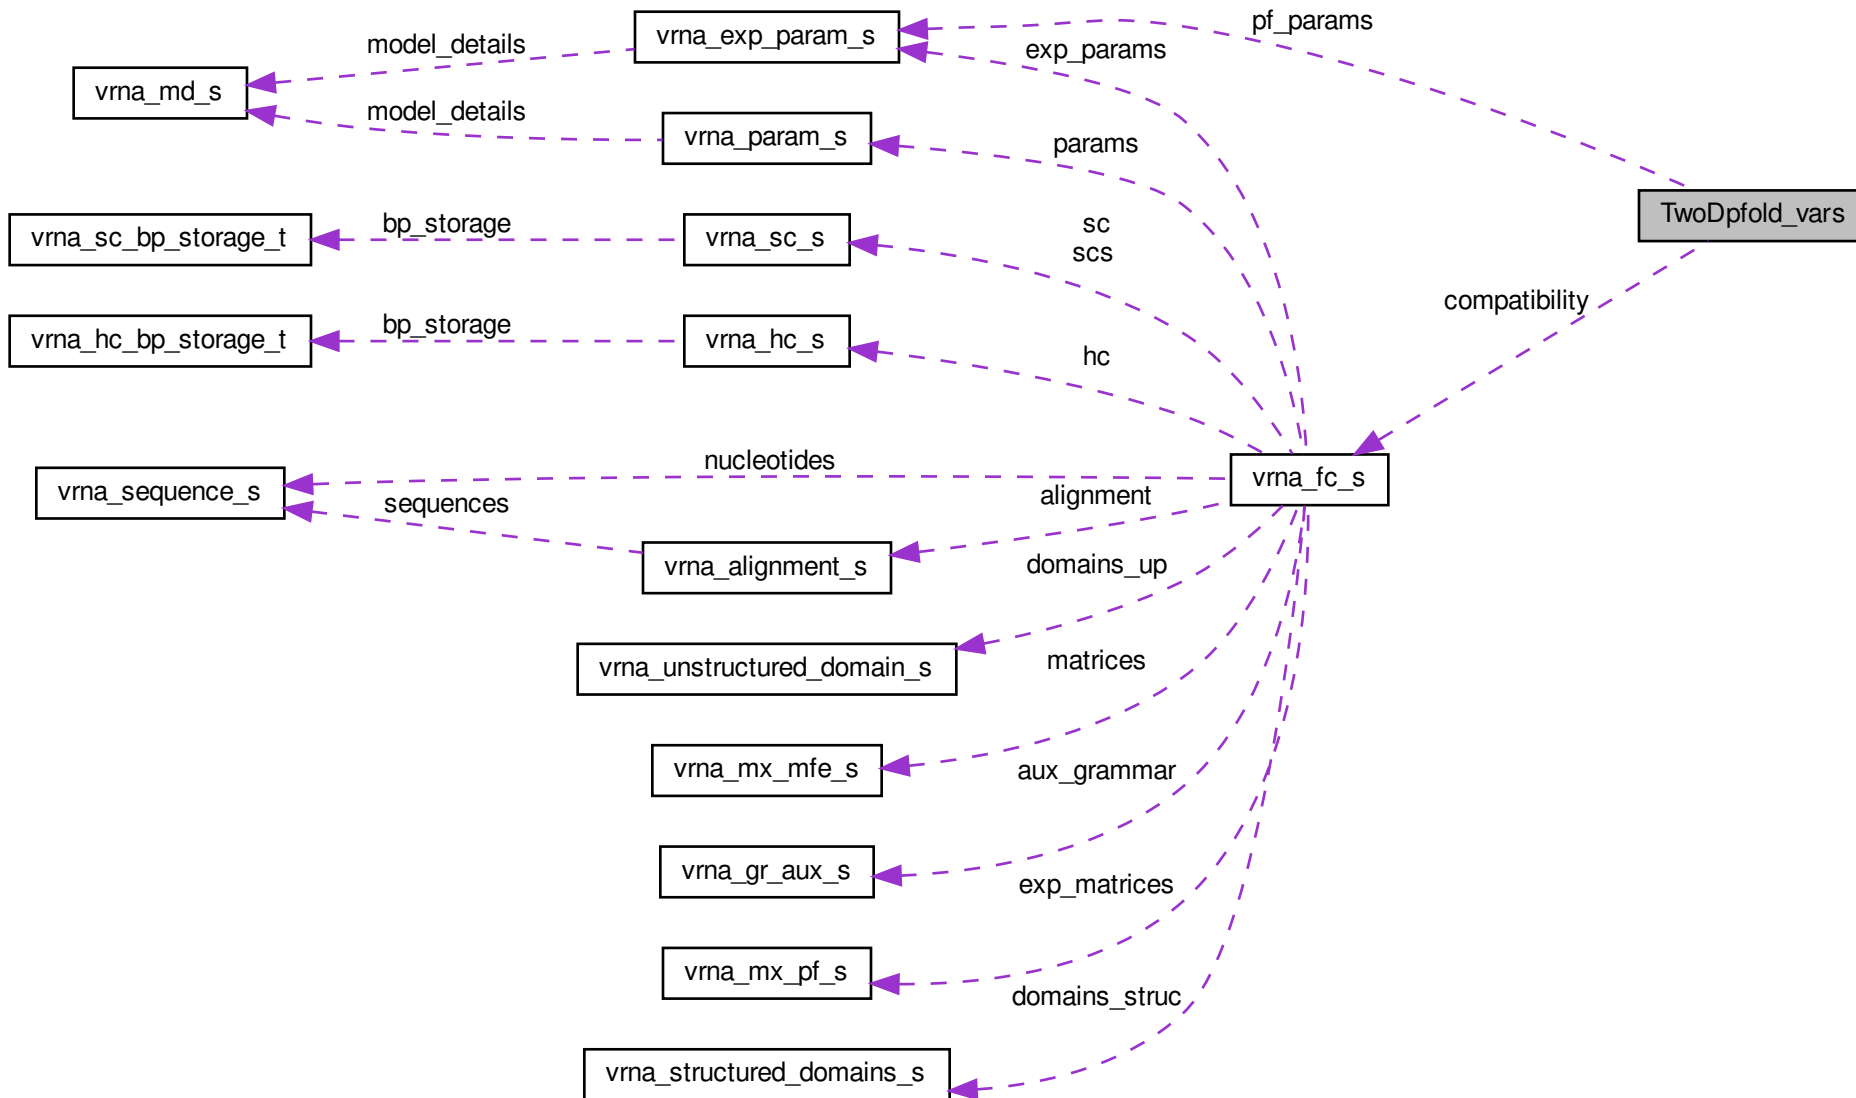 pf_params
vrna_exp_param_s
model_details
exp_params
vrna_md_s
model_details
vrna_param_s
params
TwoDpfold_vars
bp_storage
sc
scs
vrna_sc_bp_storage_t
vrna_sc_s
compatibility
bp_storage
vrna_hc_bp_storage_t
vrna_hc_s
hc
nucleotides
vrna_fc_s
vrna_sequence_s
sequences
alignment
vrna_alignment_s
domains_up
vrna_unstructured_domain_s
matrices
vrna_mx_mfe_s
aux_grammar
vrna_gr_aux_s
exp_matrices
vrna_mx_pf_s
domains_struc
vrna_structured_domains_s